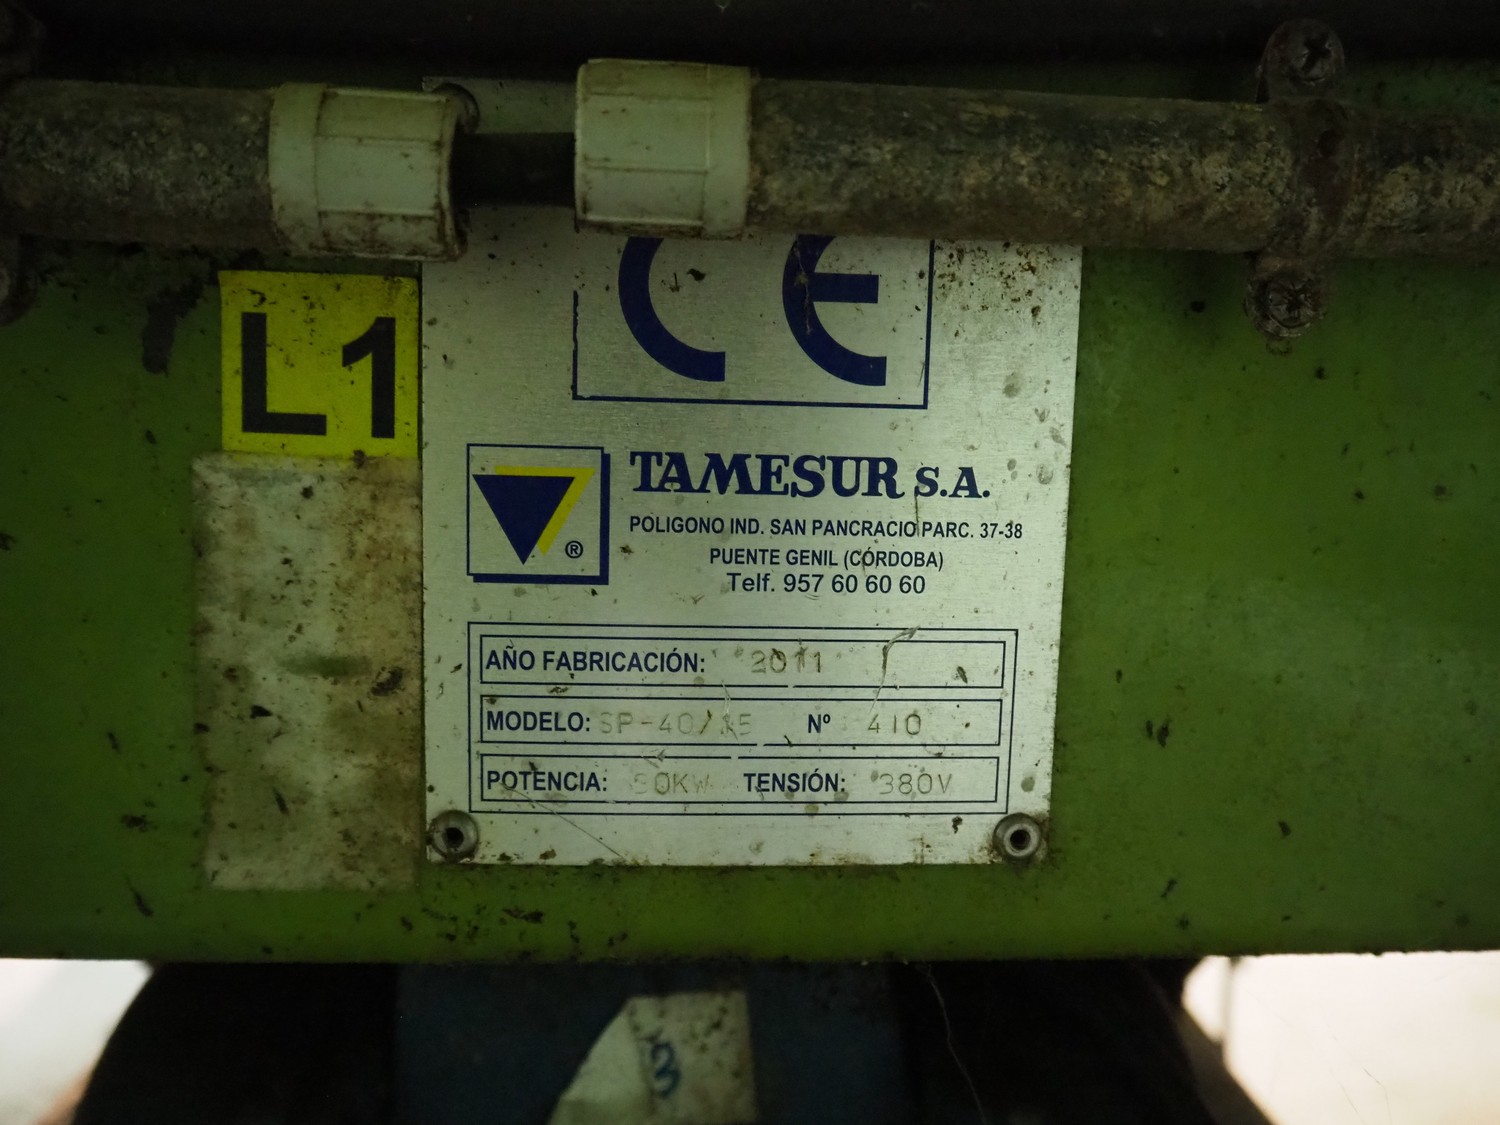 CE
L1
TAMESUR S.A.
®
POLIGONO IND. SAN PANCRACIO PARC. 37-38
PUENTE GENIL (CÓRDOBA)
Telf. 957 60 60 60
AÑO FABRICACIÓN: 2011
MODELO: Nº 410
POTENCIA: TENSIÓN: 380V
3